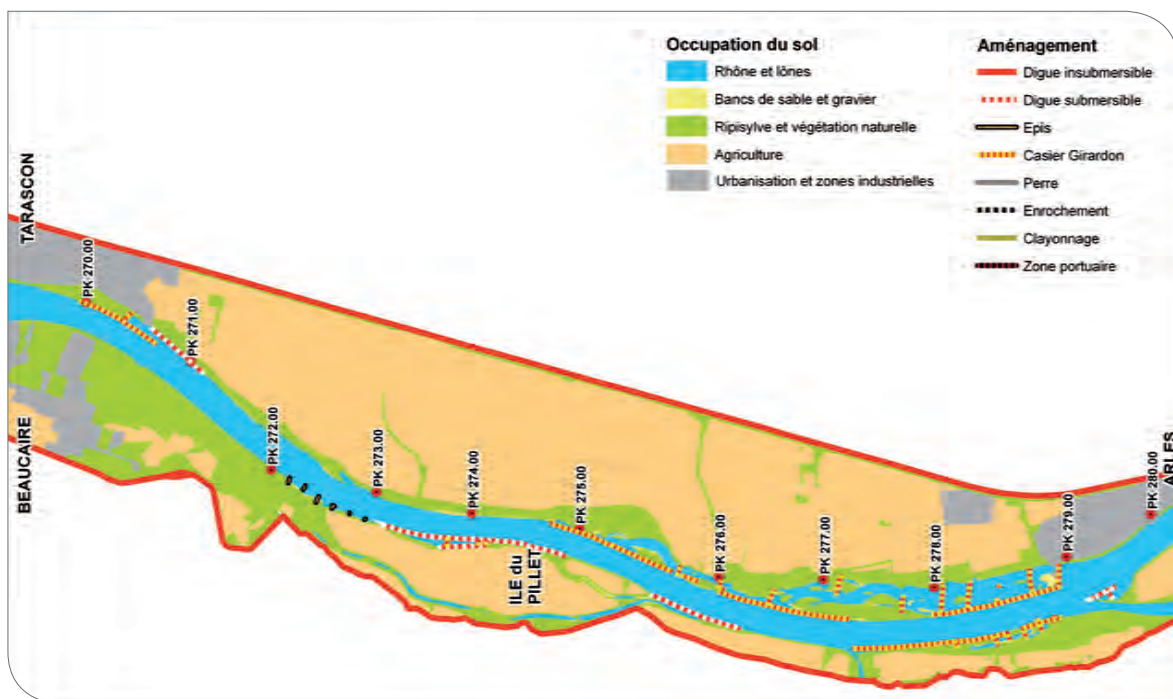 Occupation du sol
Rhône et lônes
Bancs de sable et gravier
Ripisylve et végétation naturelle
Agriculture
Urbanisation et zones industrielles
Aménagement
Digue insubmersible
Digue submersible
Epis
Casier Girardon
Perre
Enrochement
Clayonnage
Zone portuaire
TARASCON
BEAUCAIRE
PK 270.00
PK 271.00
PK 272.00
PK 273.00
PK 274.00
PK 275.00
ILE du
PILLET
PK 276.00
PK 277.00
PK 278.00
PK 279.00
PK 280.00
ARLES